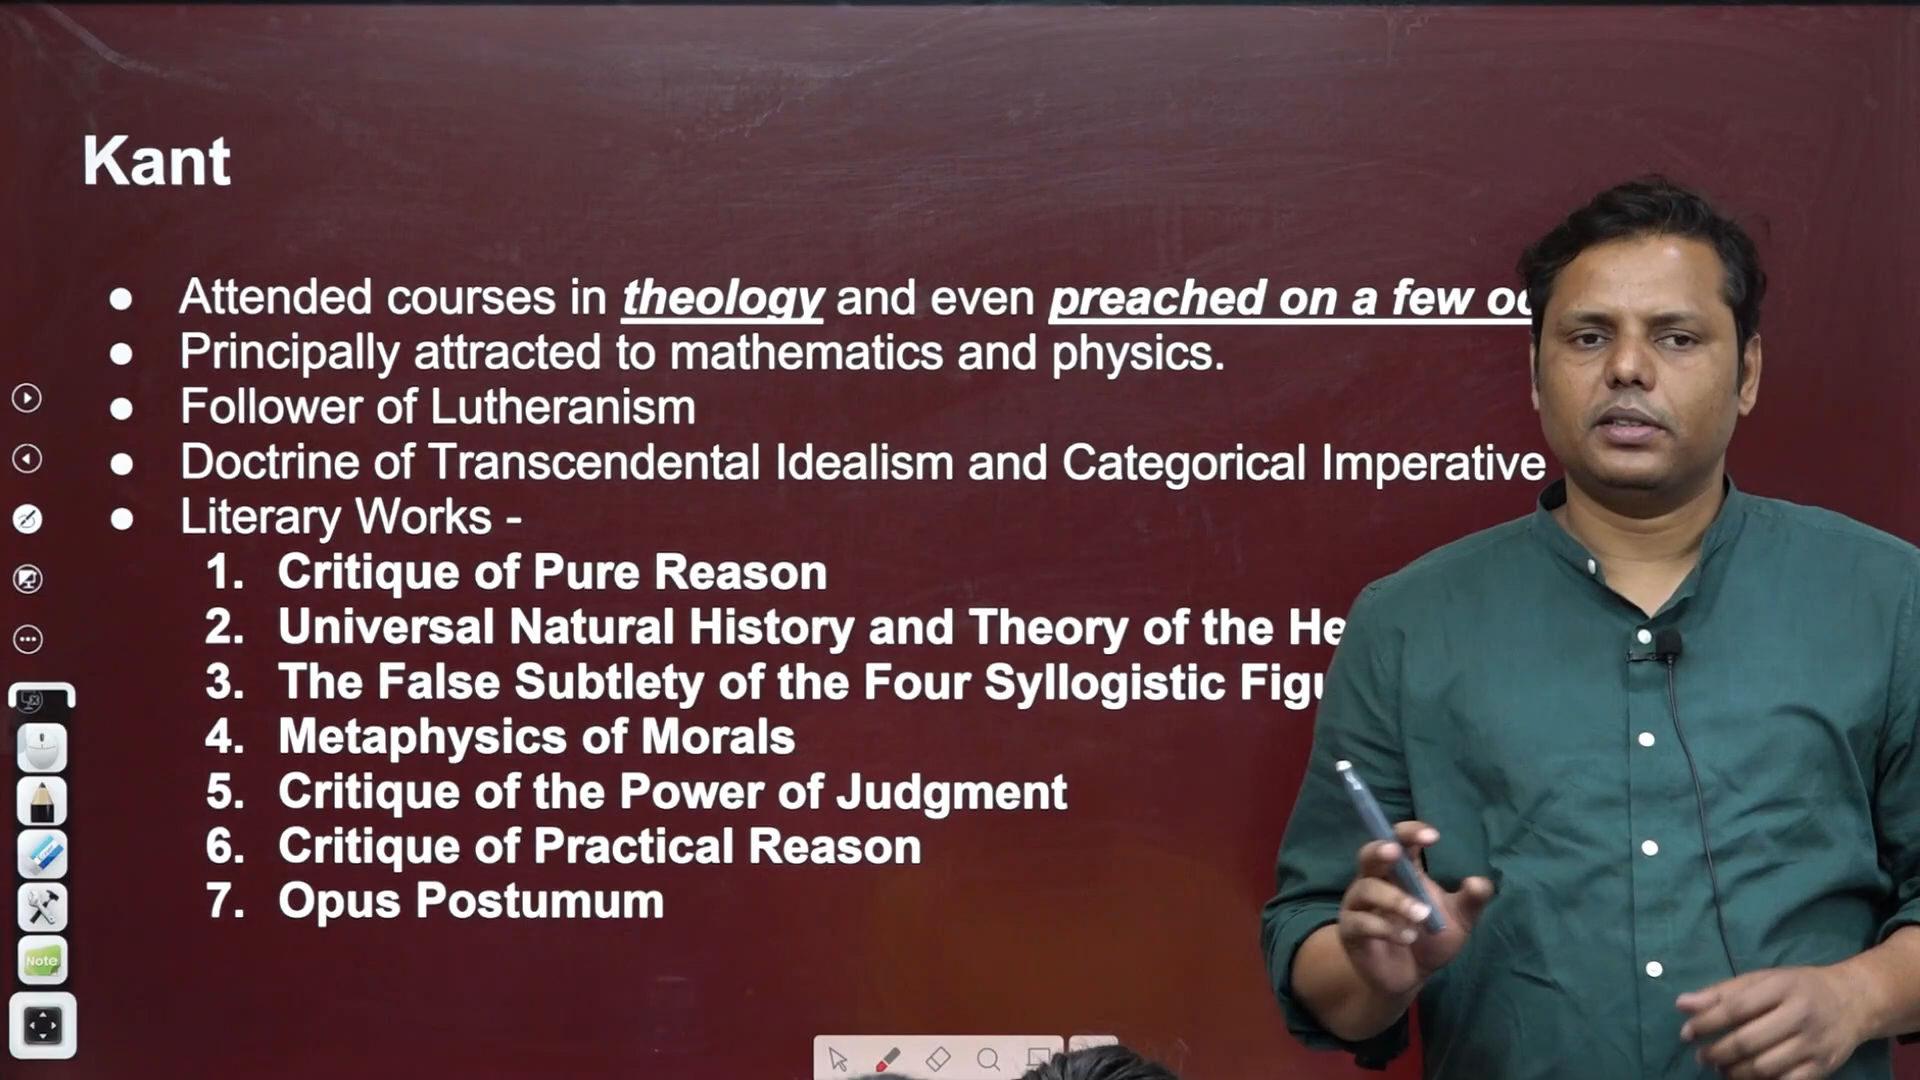 Kant
● Attended courses in theology and even preached on a few
● Principally attracted to mathematics and physics.
● Follower of Lutheranism
● Doctrine of Transcendental Idealism and Categorical Imperative
● Literary Works -
1. Critique of Pure Reason
2. Universal Natural History and Theory of the
3. The False Subtlety of the Four Syllogistic
4. Metaphysics of Morals
5. Critique of the Power of Judgment
6. Critique of Practical Reason
7. Opus Postumum
Note